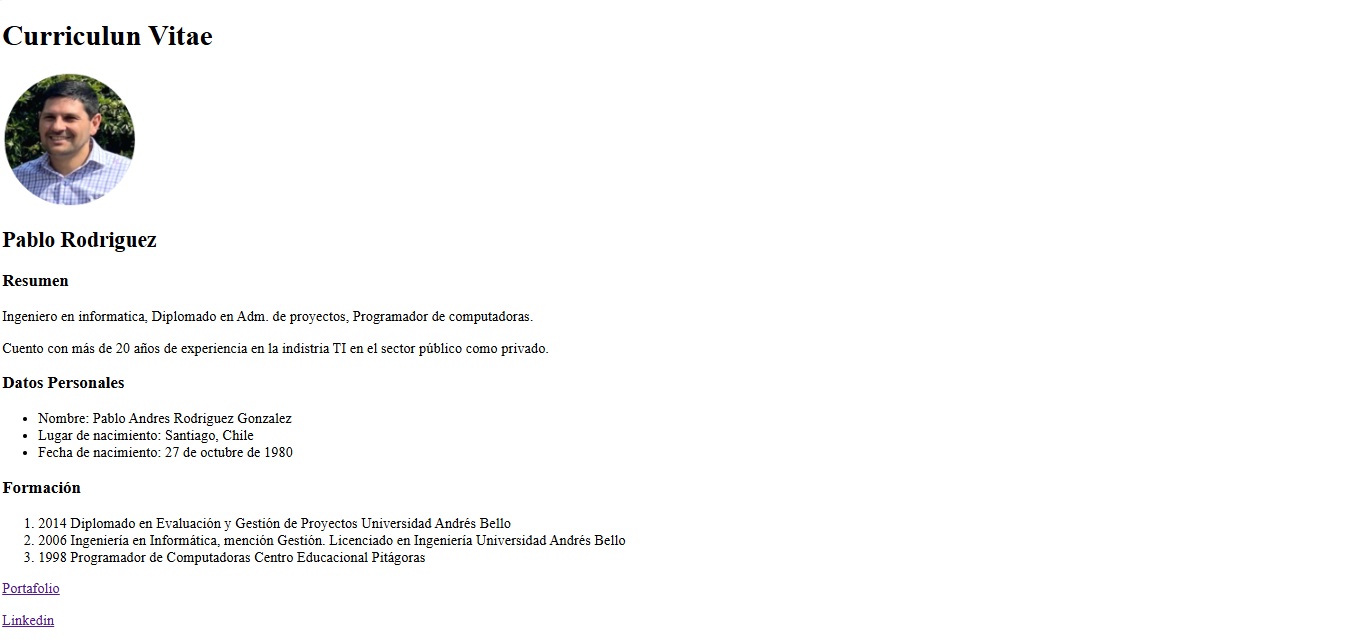 Curriculun Vitae
Pablo Rodriguez
Resumen
Ingeniero en informatica, Diplomado en Adm. de proyectos, Programador de computadoras.
Cuento con más de 20 años de experiencia en la indistria TI en el sector público como privado.
Datos Personales
• Nombre: Pablo Andres Rodriguez Gonzalez
• Lugar de nacimiento: Santiago, Chile
• Fecha de nacimiento: 27 de octubre de 1980
Formación
1. 2014 Diplomado en Evaluación y Gestión de Proyectos Universidad Andrés Bello
2. 2006 Ingeniería en Informática, mención Gestión. Licenciado en Ingeniería Universidad Andrés Bello
3. 1998 Programador de Computadoras Centro Educacional Pitágoras
Portafolio
Linkedin